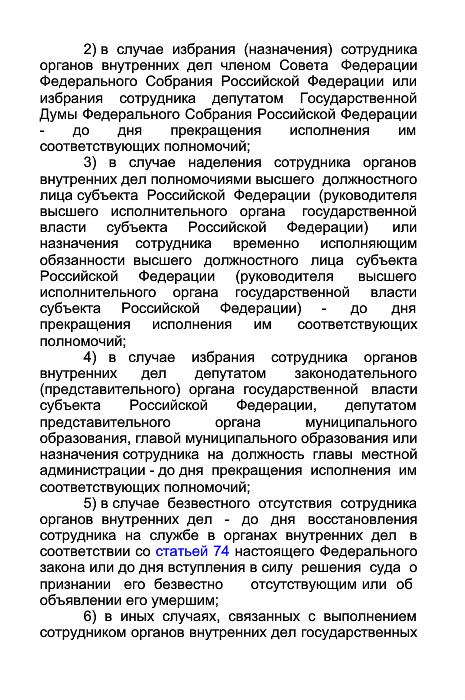 2) в случае избрания (назначения) сотрудника
органов внутренних дел членом Совета Федерации
Федерального Собрания Российской Федерации или
избрания сотрудника депутатом Государственной
Думы Федерального Собрания Российской Федерации
- до дня прекращения исполнения им
соответствующих полномочий;
3) в случае наделения сотрудника органов
внутренних дел полномочиями высшего должностного
лица субъекта Российской Федерации (руководителя
высшего исполнительного органа государственной
власти субъекта Российской Федерации) или
назначения сотрудника временно исполняющим
обязанности высшего должностного лица субъекта
Российской Федерации (руководителя высшего
исполнительного органа государственной власти
субъекта Российской Федерации) - до дня
прекращения исполнения им соответствующих
полномочий;
4) в случае избрания сотрудника органов
внутренних дел депутатом законодательного
(представительного) органа государственной власти
субъекта Российской Федерации, депутатом
представительного органа муниципального
образования, главой муниципального образования или
назначения сотрудника на должность главы местной
администрации - до дня прекращения исполнения им
соответствующих полномочий;
5) в случае безвестного отсутствия сотрудника
органов внутренних дел - до дня восстановления
сотрудника на службе в органах внутренних дел в
соответствии со статьей 74 настоящего Федерального
закона или до дня вступления в силу решения суда о
признании его безвестно отсутствующим или об
объявлении его умершим;
6) в иных случаях, связанных с выполнением
сотрудником органов внутренних дел государственных